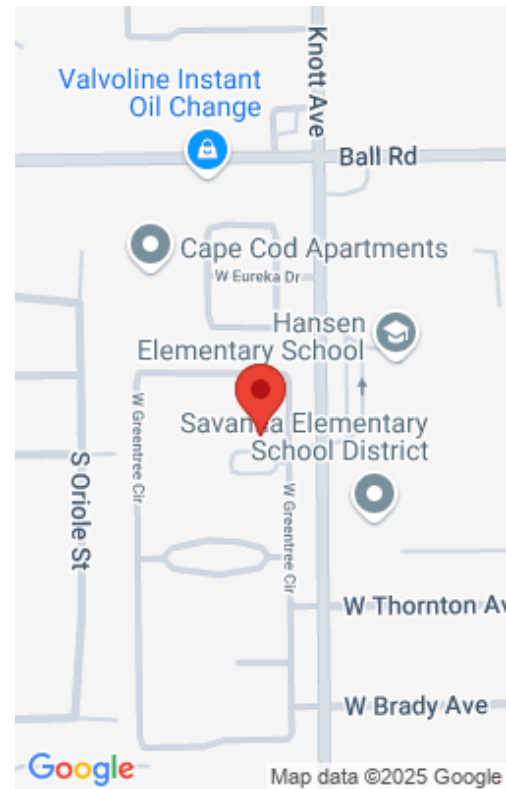 Knott Ave
Valvoline Instant
Oil Change
Ball Rd
Cape Cod Apartments
W Eureka Dr
Hansen
Elementary School
Elementary
School District
W Greentree Cir
S Oriole St
W Greentree Cir
W Thornton Av
W Brady Ave
Google
Map data ©2025 Google